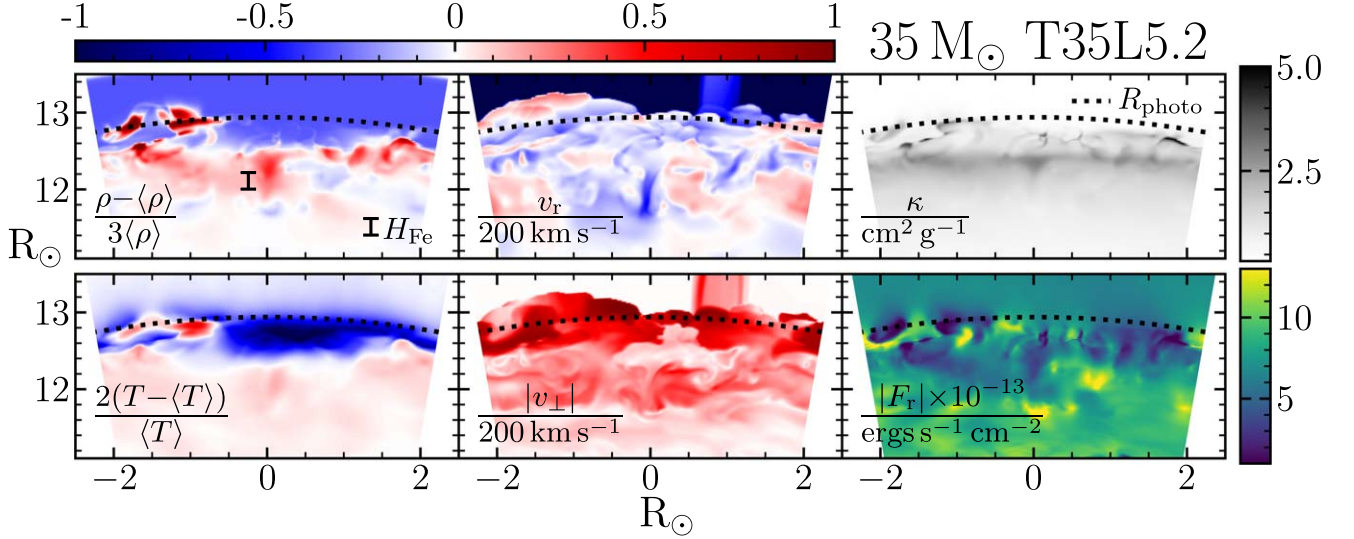 -1 -0.5 0 0.5 1
35 M⊙ T35L5.2
5.0
2.5
13
12
R⊙
ρ−⟨ρ⟩
3⟨ρ⟩
H_Fe
v_r
200 km s⁻¹
R_photo
κ
cm² g⁻¹
13
12
2(T−⟨T⟩)
⟨T⟩
|v_⊥|
200 km s⁻¹
|F_r|×10⁻¹³
ergs s⁻¹ cm⁻²
10
5
−2 0 2 −2 0 2 −2 0 2
R⊙